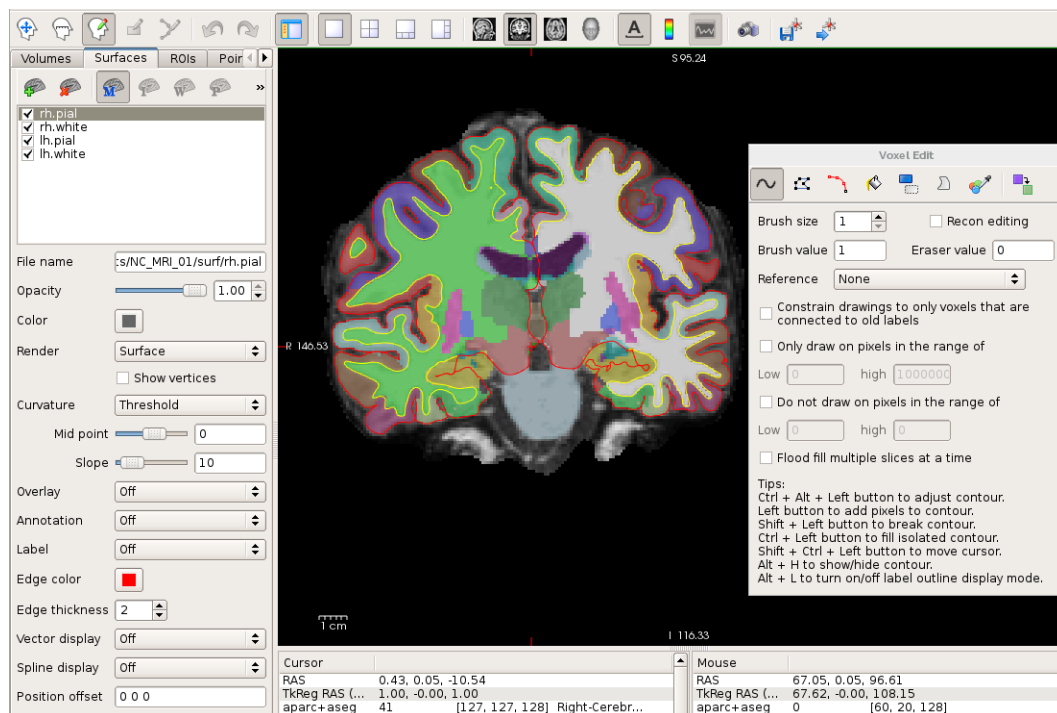 Volumes Surfaces ROIs Poir
A
M I W P »
rh.pial
rh.white
lh.pial
lh.white
File name :s/NC_MRI_01/surf/rh.pial
Opacity 1.00
Color
Render Surface
Show vertices
Curvature Threshold
Mid point 0
Slope 10
Overlay Off
Annotation Off
Label Off
Edge color
Edge thickness 2
Vector display Off
Spline display Off
Position offset 0 0 0
S 95.24
R 146.53
1 cm
I 116.33
Voxel Edit
Brush size 1 Recon editing
Brush value 1 Eraser value 0
Reference None
Constrain drawings to only voxels that are
connected to old labels
Only draw on pixels in the range of
Low 0 high 1000000
Do not draw on pixels in the range of
Low 0 high 0
Flood fill multiple slices at a time
Tips:
Ctrl + Alt + Left button to adjust contour.
Left button to add pixels to contour.
Shift + Left button to break contour.
Ctrl + Left button to fill isolated contour.
Shift + Ctrl + Left button to move cursor.
Alt + H to show/hide contour.
Alt + L to turn on/off label outline display mode.
Cursor
RAS 0.43, 0.05, -10.54
TkReg RAS (... 1.00, -0.00, 1.00
aparc+aseg 41 [127, 127, 128] Right-Cerebr...
Mouse
RAS 67.05, 0.05, 96.61
TkReg RAS (... 67.62, -0.00, 108.15
aparc+aseg 0 [60, 20, 128]